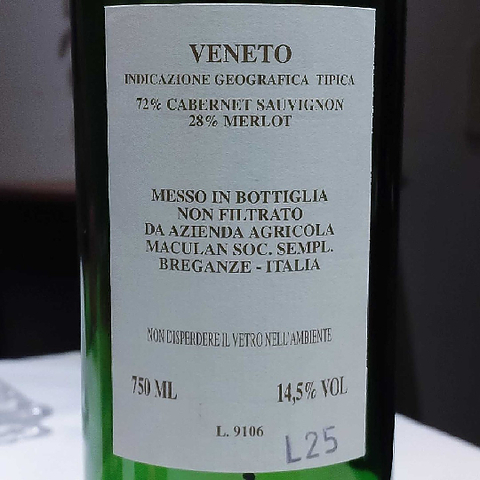 VENETO
INDICAZIONE GEOGRAFICA TIPICA
72% CABERNET SAUVIGNON
28% MERLOT
MESSO IN BOTTIGLIA
NON FILTRATO
DA AZIENDA AGRICOLA
MACULAN SOC. SEMPL.
BREGANZE - ITALIA
NON DISPERDERE IL VETRO NELL'AMBIENTE
750 ML 14,5% VOL
L. 9106
L25